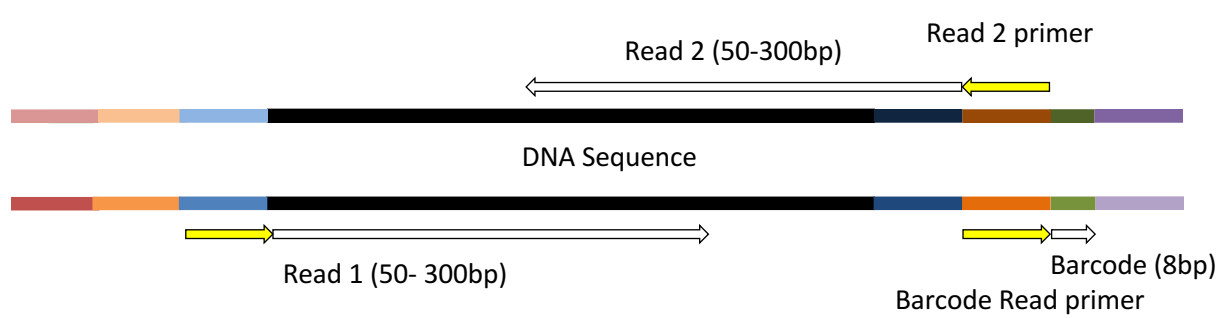 Read 2 primer
Read 2 (50-300bp)
DNA Sequence
Read 1 (50- 300bp)
Barcode (8bp)
Barcode Read primer